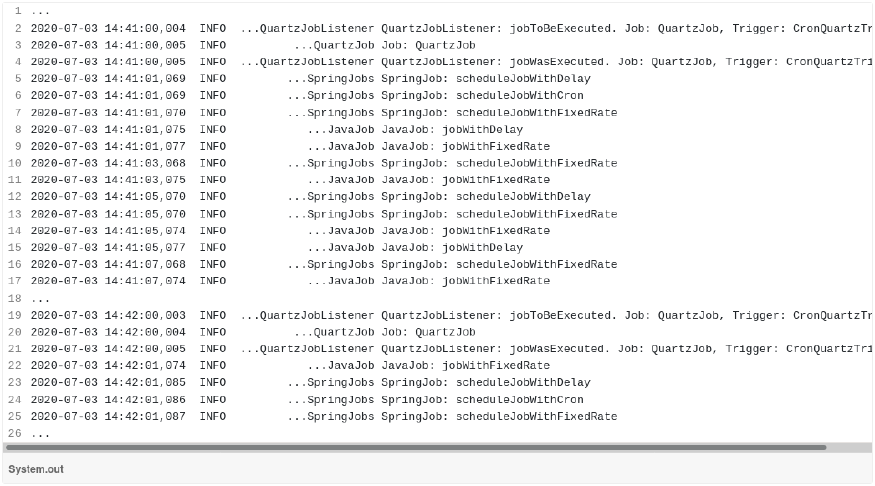 1 ...
2 2020-07-03 14:41:00,004 INFO ...QuartzJobListener QuartzJobListener: jobToBeExecuted. Job: QuartzJob, Trigger:
3 2020-07-03 14:41:00,005 INFO ...QuartzJob Job: QuartzJob
4 2020-07-03 14:41:00,005 INFO ...QuartzJobListener QuartzJobListener: jobWasExecuted. Job: QuartzJob, Trigger:
5 2020-07-03 14:41:01,069 INFO ...SpringJobs SpringJob: scheduleJobWithDelay
6 2020-07-03 14:41:01,069 INFO ...SpringJobs SpringJob: scheduleJobWithCron
7 2020-07-03 14:41:01,070 INFO ...SpringJobs SpringJob: scheduleJobWithFixedRate
8 2020-07-03 14:41:01,075 INFO ...JavaJob JavaJob: jobWithDelay
9 2020-07-03 14:41:01,077 INFO ...JavaJob JavaJob: jobWithFixedRate
10 2020-07-03 14:41:03,068 INFO ...SpringJobs SpringJob: scheduleJobWithFixedRate
11 2020-07-03 14:41:03,075 INFO ...JavaJob JavaJob: jobWithFixedRate
12 2020-07-03 14:41:05,070 INFO ...SpringJobs SpringJob: scheduleJobWithDelay
13 2020-07-03 14:41:05,070 INFO ...SpringJobs SpringJob: scheduleJobWithFixedRate
14 2020-07-03 14:41:05,074 INFO ...JavaJob JavaJob: jobWithFixedRate
15 2020-07-03 14:41:05,077 INFO ...JavaJob JavaJob: jobWithDelay
16 2020-07-03 14:41:07,068 INFO ...SpringJobs SpringJob: scheduleJobWithFixedRate
17 2020-07-03 14:41:07,074 INFO ...JavaJob JavaJob: jobWithFixedRate
18 ...
19 2020-07-03 14:42:00,003 INFO ...QuartzJobListener QuartzJobListener: jobToBeExecuted. Job: QuartzJob, Trigger:
20 2020-07-03 14:42:00,004 INFO ...QuartzJob Job: QuartzJob
21 2020-07-03 14:42:00,005 INFO ...QuartzJobListener QuartzJobListener: jobWasExecuted. Job: QuartzJob, Trigger:
22 2020-07-03 14:42:01,074 INFO ...JavaJob JavaJob: jobWithFixedRate
23 2020-07-03 14:42:01,085 INFO ...SpringJobs SpringJob: scheduleJobWithDelay
24 2020-07-03 14:42:01,086 INFO ...SpringJobs SpringJob: scheduleJobWithCron
25 2020-07-03 14:42:01,087 INFO ...SpringJobs SpringJob: scheduleJobWithFixedRate
26 ...
System.out